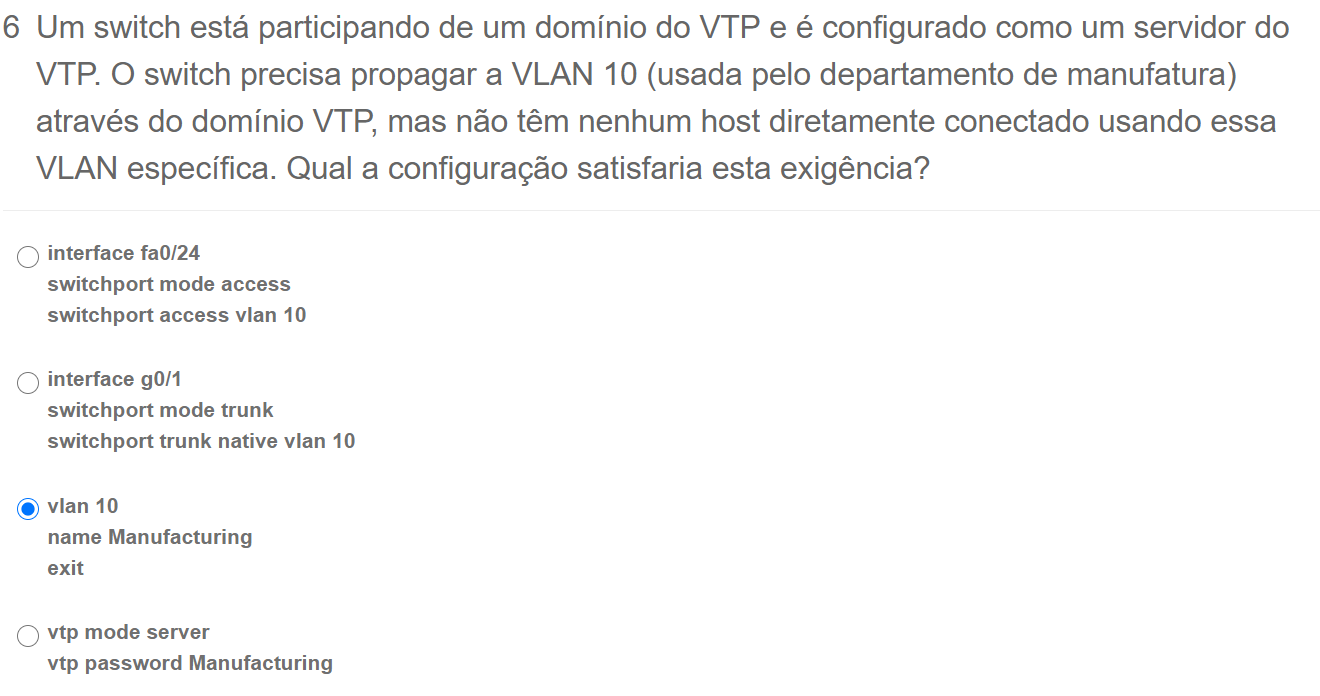 6 Um switch está participando de um domínio do VTP e é configurado como um servidor do
VTP. O switch precisa propagar a VLAN 10 (usada pelo departamento de manufatura)
através do domínio VTP, mas não têm nenhum host diretamente conectado usando essa
VLAN específica. Qual a configuração satisfaria esta exigência?
interface fa0/24
switchport mode access
switchport access vlan 10
interface g0/1
switchport mode trunk
switchport trunk native vlan 10
vlan 10
name Manufacturing
exit
vtp mode server
vtp password Manufacturing